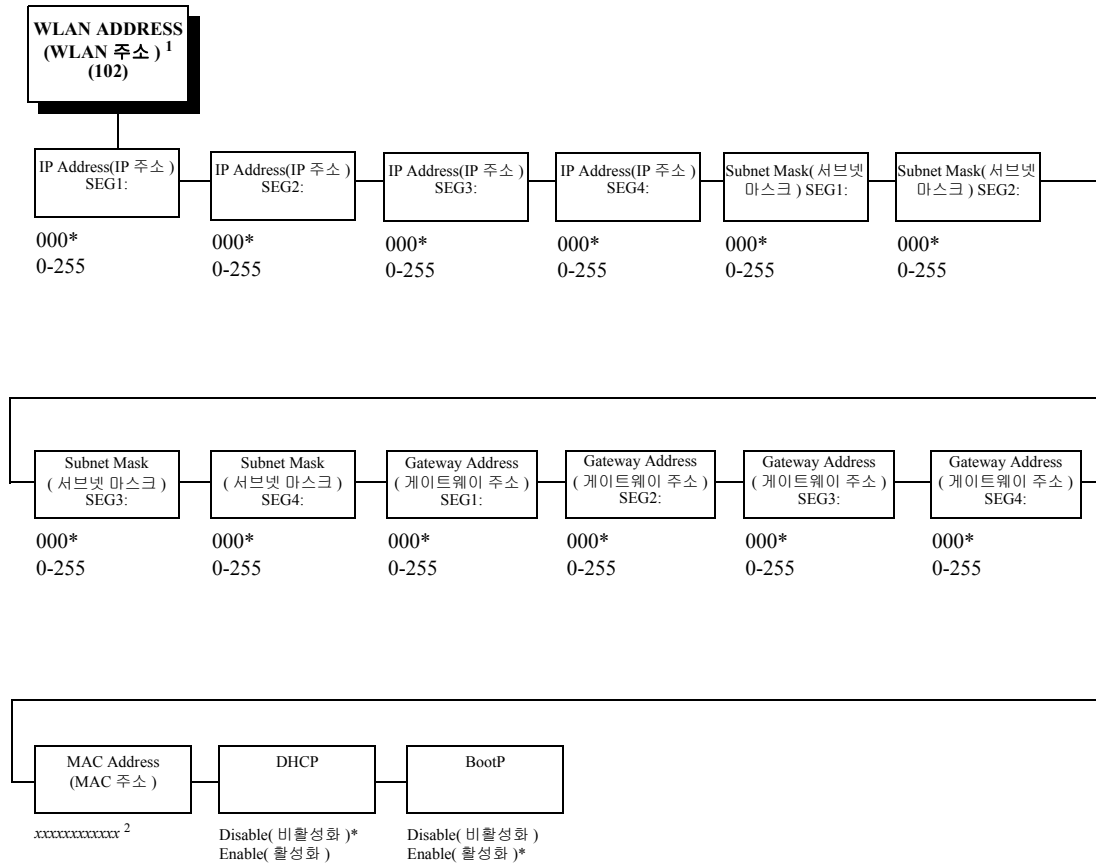 WLAN ADDRESS
(WLAN 주소 ) 1
(102)
IP Address(IP 주소 )
SEG1:
000*
0-255
IP Address(IP 주소 )
SEG2:
000*
0-255
IP Address(IP 주소 )
SEG3:
000*
0-255
IP Address(IP 주소 )
SEG4:
000*
0-255
Subnet Mask( 서브넷
마스크 ) SEG1:
000*
0-255
Subnet Mask( 서브넷
마스크 ) SEG2:
000*
0-255
Subnet Mask
( 서브넷 마스크 )
SEG3:
000*
0-255
Subnet Mask
( 서브넷 마스크 )
SEG4:
000*
0-255
Gateway Address
( 게이트웨이 주소 )
SEG1:
000*
0-255
Gateway Address
( 게이트웨이 주소 )
SEG2:
000*
0-255
Gateway Address
( 게이트웨이 주소 )
SEG3:
000*
0-255
Gateway Address
( 게이트웨이 주소 )
SEG4:
000*
0-255
MAC Address
(MAC 주소 )
xxxxxxxxxxxx 2
DHCP
Disable( 비활성화 )*
Enable( 활성화 )
BootP
Disable( 비활성화 )
Enable( 활성화 )*